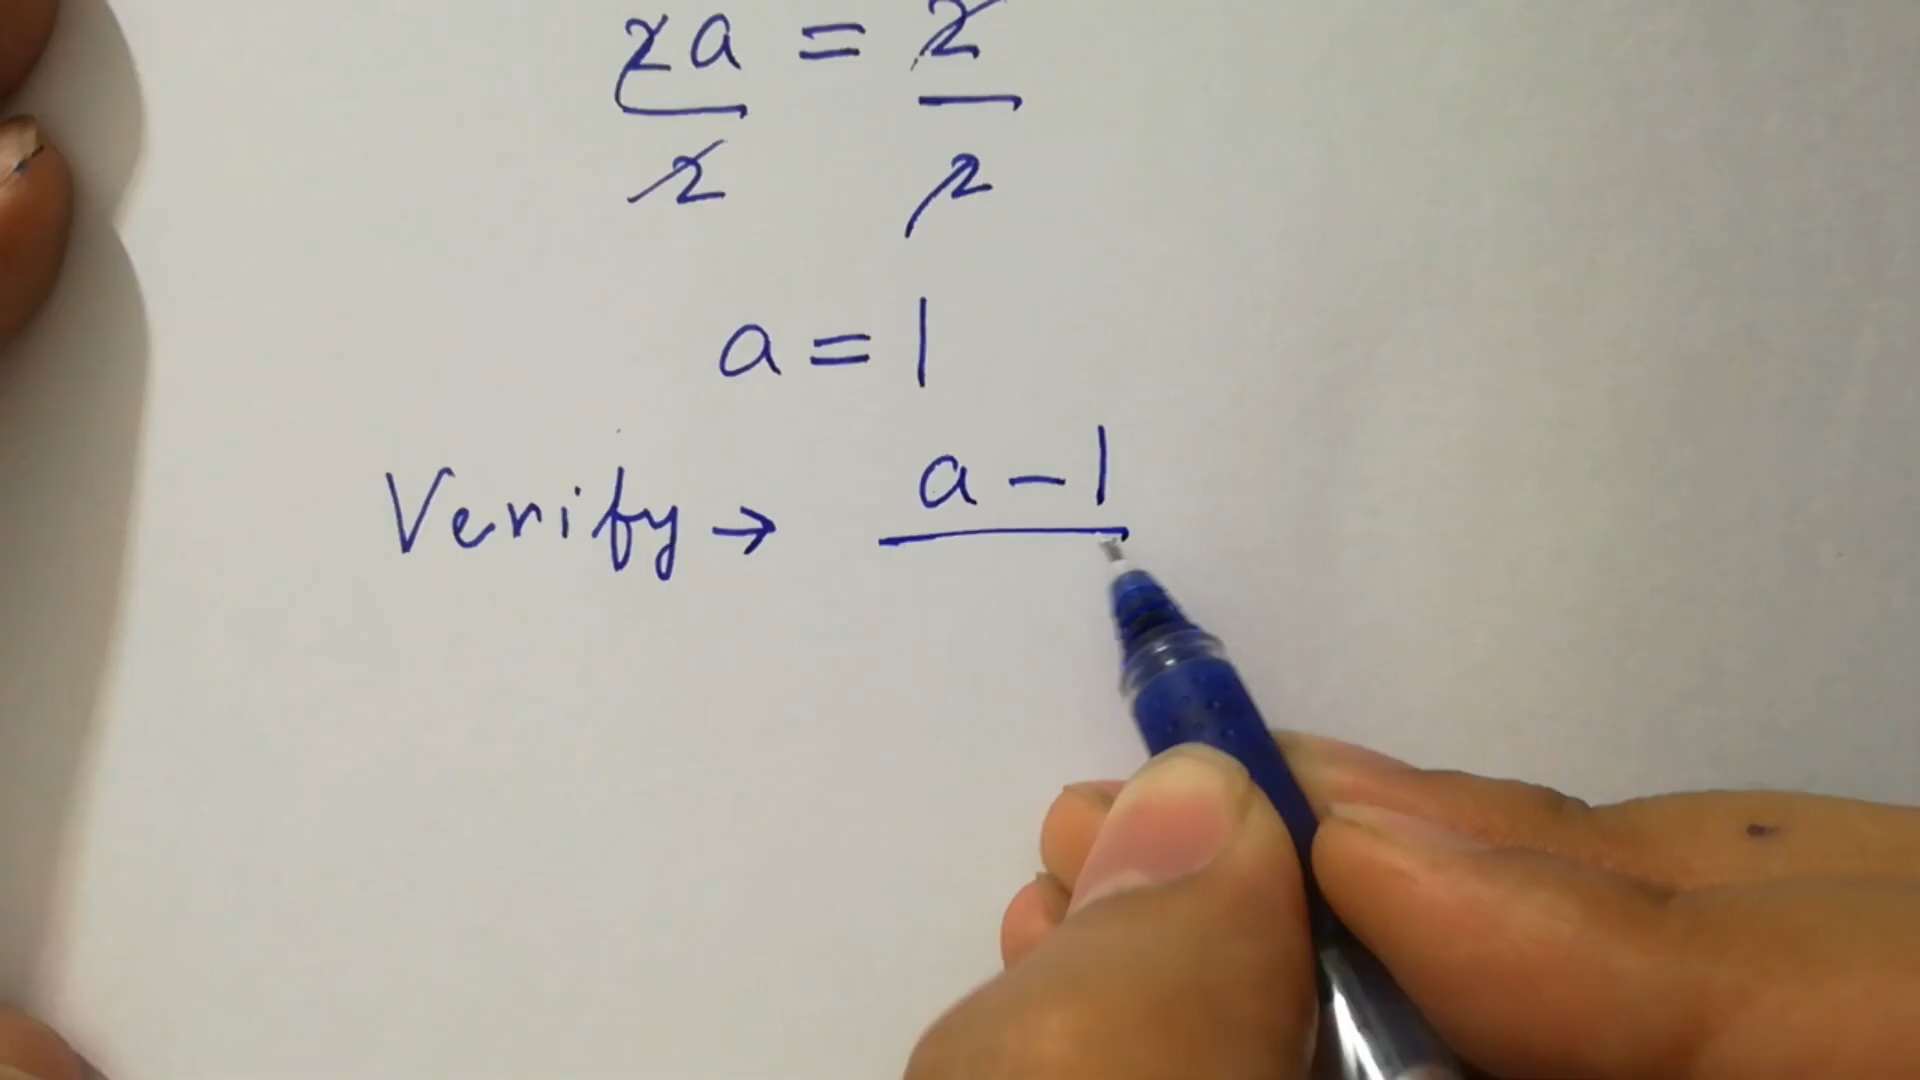 2a = 2
2 2
a = 1
a - 1
Verify →